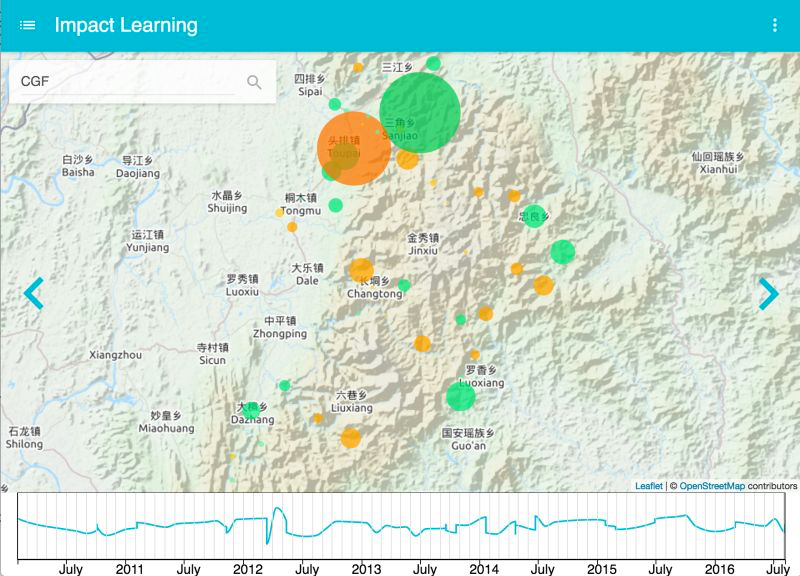 Impact Learning
CGF
三江乡
四排乡
Sipai
三角乡
Sanjiao
头排镇
Toupai
白沙乡
Baisha
导江乡
Daojiang
仙回瑶族乡
Xianhui
水晶乡
Shuijing
桐木镇
Tongmu
忠良乡
运江镇
Yunjiang
金秀镇
Jinxiu
大乐镇
Dale
罗秀镇
Luoxiu
长垌乡
Changtong
中平镇
Zhongping
寺村镇
Sicun
Xiangzhou
罗香乡
Luoxiang
六巷乡
Liuxiang
大樟乡
Dazhang
妙皇乡
Miaohuang
石龙镇
Shilong
国安瑶族乡
Guo'an
Leaflet | © OpenStreetMap contributors
July 2011 July 2012 July 2013 July 2014 July 2015 July 2016 July